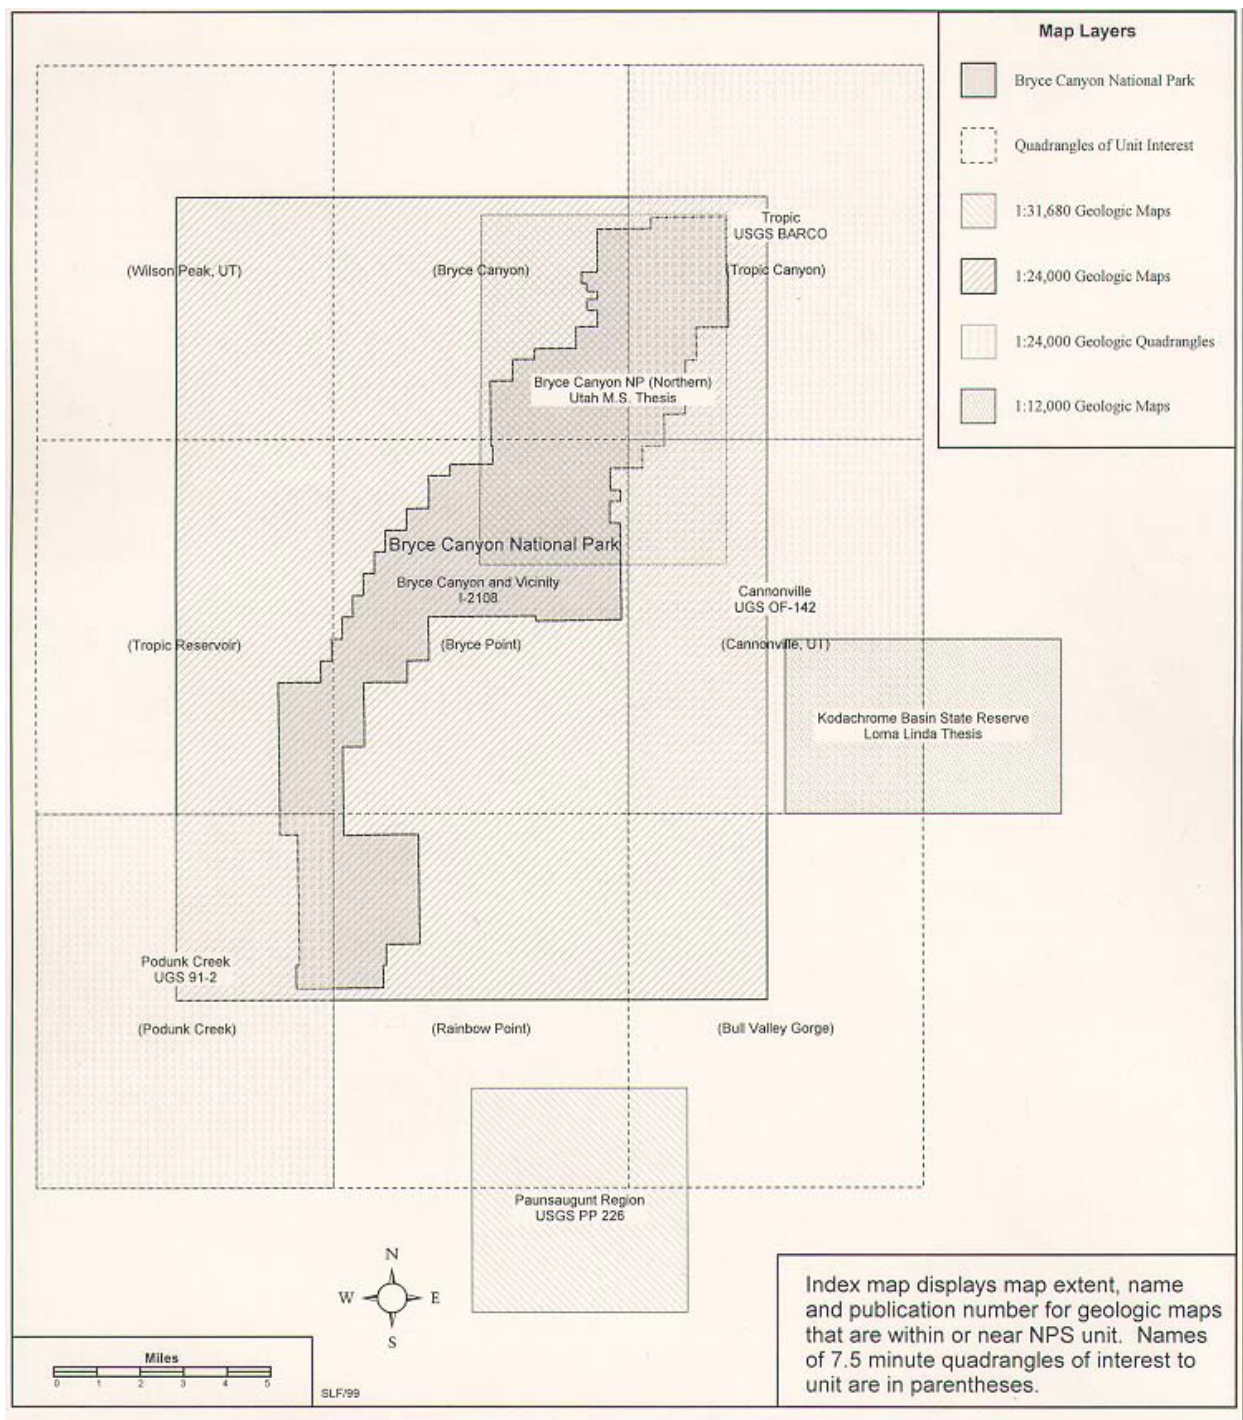 Map Layers
Bryce Canyon National Park
Quadrangles of Unit Interest
1:31,680 Geologic Maps
1:24,000 Geologic Maps
1:24,000 Geologic Quadrangles
1:12,000 Geologic Maps
Tropic
USGS BARCO
(Wilson Peak, UT)
(Bryce Canyon)
(Tropic Canyon)
Bryce Canyon NP (Northern)
Utah M.S. Thesis
Bryce Canyon National Park
Bryce Canyon and Vicinity
I-2108
Cannonville
UGS OF-142
(Tropic Reservoir)
(Bryce Point)
(Cannonville, UT)
Kodachrome Basin State Reserve
Loma Linda Thesis
Podunk Creek
UGS 91-2
(Podunk Creek)
(Rainbow Point)
(Bull Valley Gorge)
Paunsaugunt Region
USGS PP 226
N
W E
S
Miles
0 1 2 3 4 5
SLF/99
Index map displays map extent, name
and publication number for geologic maps
that are within or near NPS unit. Names
of 7.5 minute quadrangles of interest to
unit are in parentheses.